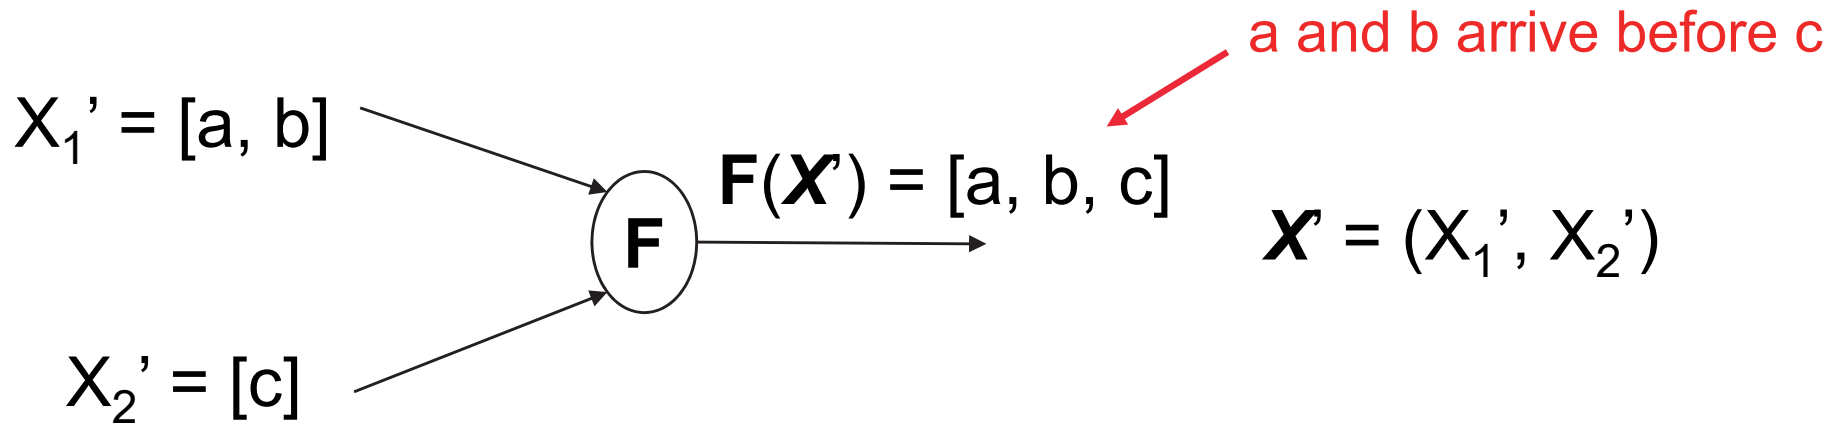 a and b arrive before c
X₁’ = [a, b]
F(X’) = [a, b, c]
F
X’ = (X₁’, X₂’)
X₂’ = [c]